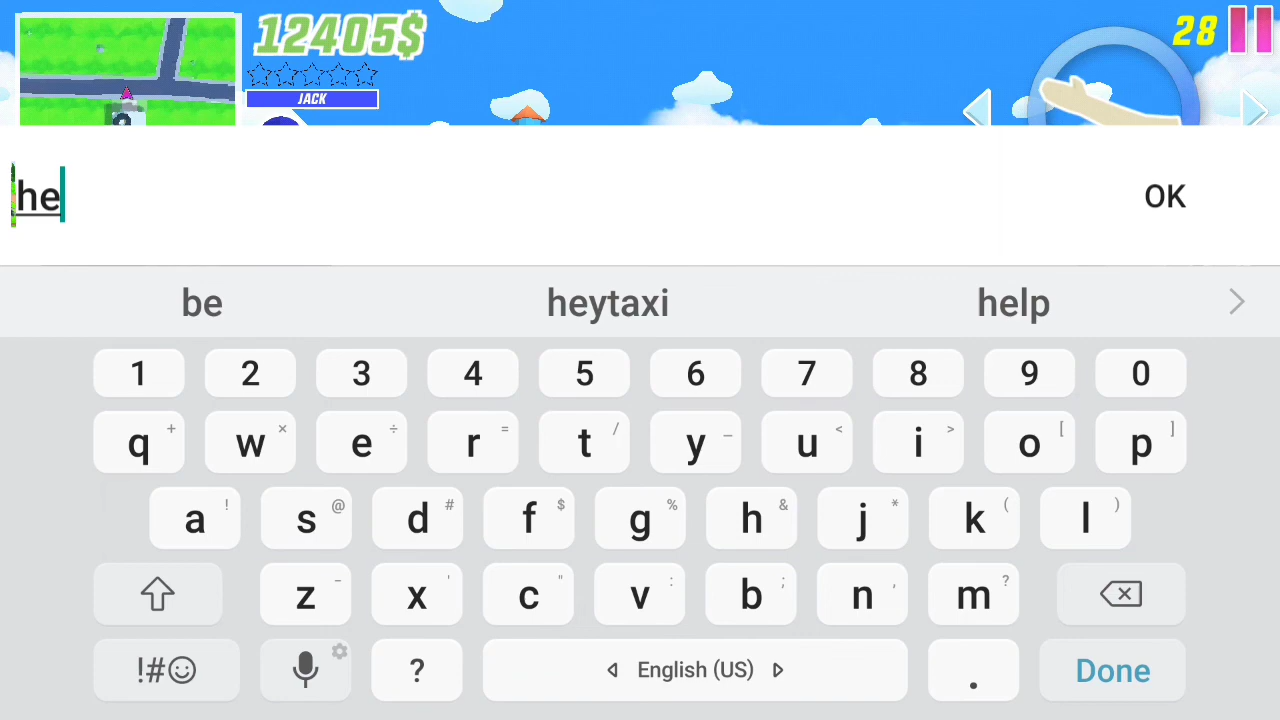 12405$
28
JACK
he
OK
be heytaxi help
1 2 3 4 5 6 7 8 9 0
q + w × e ÷ r = t / y _ u < i > o [ p ]
a ! s @ d # f $ g % h & j * k ( l )
z - x ' c " v : b ; n , m ?
!#☺ ? English (US) . Done